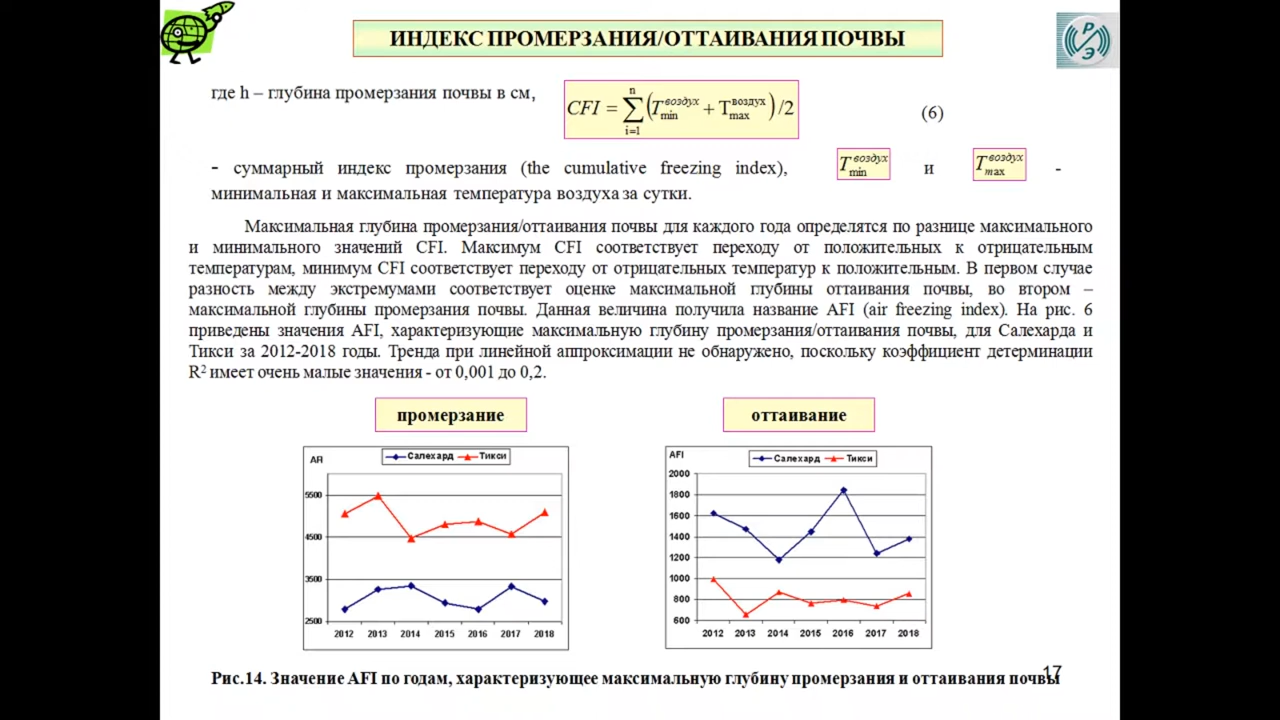 ИНДЕКС ПРОМЕРЗАНИЯ/ОТТАИВАНИЯ ПОЧВЫ
Р
Э
где h – глубина промерзания почвы в см,
CFI = ∑ i=1 n (T min воздух + T max воздух) /2
(6)
- суммарный индекс промерзания (the cumulative freezing index), T min воздух и T max воздух -
минимальная и максимальная температура воздуха за сутки.
Максимальная глубина промерзания/оттаивания почвы для каждого года определятся по разнице максимального
и минимального значений CFI. Максимум CFI соответствует переходу от положительных к отрицательным
температурам, минимум CFI соответствует переходу от отрицательных температур к положительным. В первом случае
разность между экстремумами соответствует оценке максимальной глубины оттаивания почвы, во втором –
максимальной глубины промерзания почвы. Данная величина получила название AFI (air freezing index). На рис. 6
приведены значения AFI, характеризующие максимальную глубину промерзания/оттаивания почвы, для Салехарда и
Тикси за 2012-2018 годы. Тренда при линейной аппроксимации не обнаружено, поскольку коэффициент детерминации
R² имеет очень малые значения - от 0,001 до 0,2.
промерзание
AFI
Салехард Тикси
5500
4500
3500
2500
2012 2013 2014 2015 2016 2017 2018
оттаивание
AFI
Салехард Тикси
2000
1800
1600
1400
1200
1000
800
600
2012 2013 2014 2015 2016 2017 2018
17
Рис.14. Значение AFI по годам, характеризующее максимальную глубину промерзания и оттаивания почвы